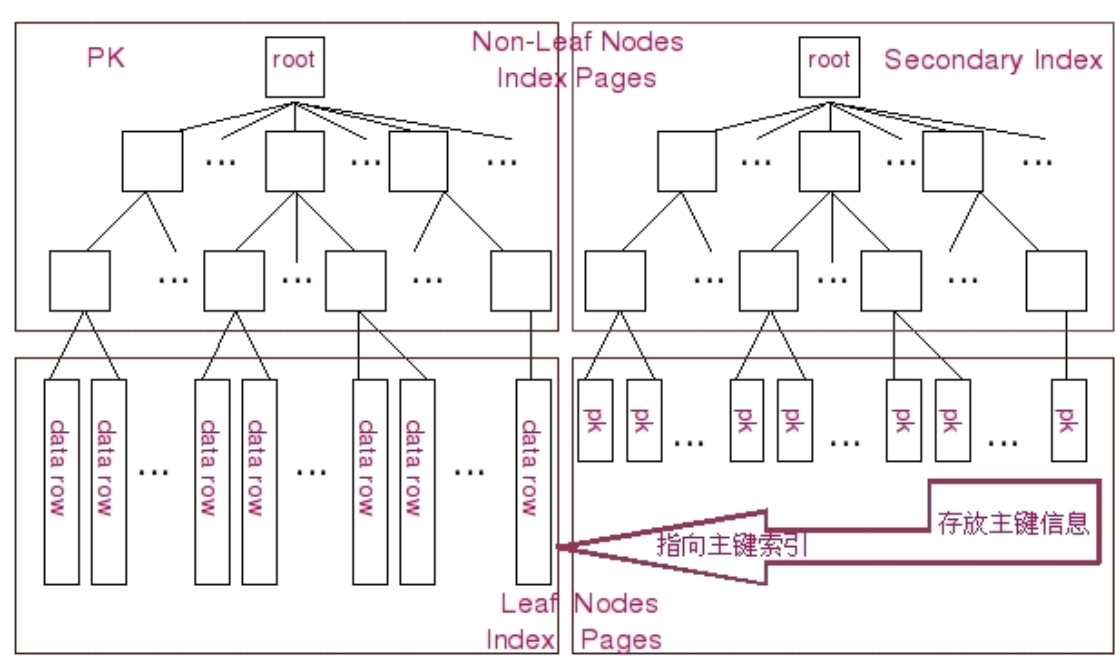 PK
root
Non-Leaf Nodes
Index Pages
root
Secondary Index
...
...
...
...
...
...
...
...
...
...
...
...
data row
data row
...
data row
data row
...
data row
data row
...
data row
pk
pk
...
pk
pk
...
pk
pk
...
pk
存放主键信息
指向主键索引
Leaf Nodes
Index Pages